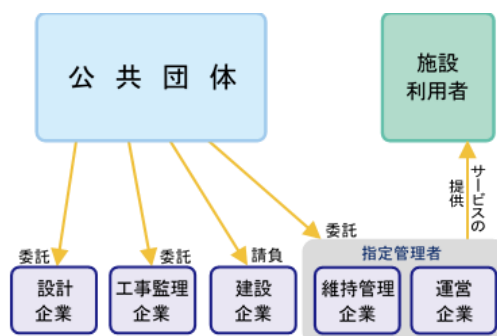 公共団体
施設
利用者
サービスの
提供
委託
委託
請負
委託
指定管理者
設計
企業
工事監理
企業
建設
企業
維持管理
企業
運営
企業